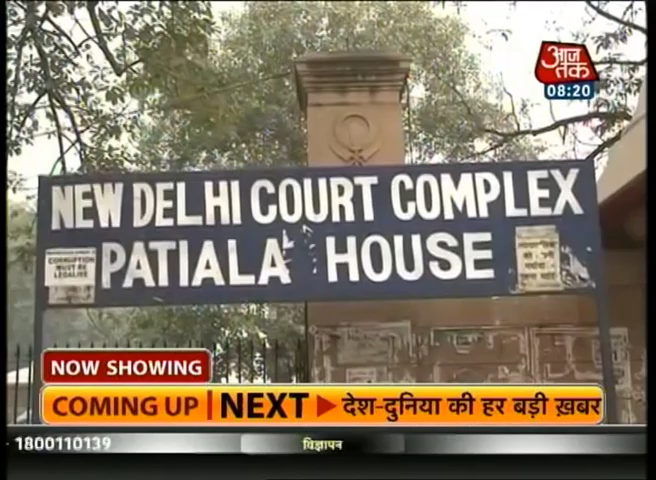 आज
तक
08:20
NEW DELHI COURT COMPLEX
PATIALA HOUSE
CORRUPTION
MUST BE
LEGALISE
NOW SHOWING
COMING UP NEXT देश-दुनिया की हर बड़ी ख़बर
1800110139 विज्ञापन